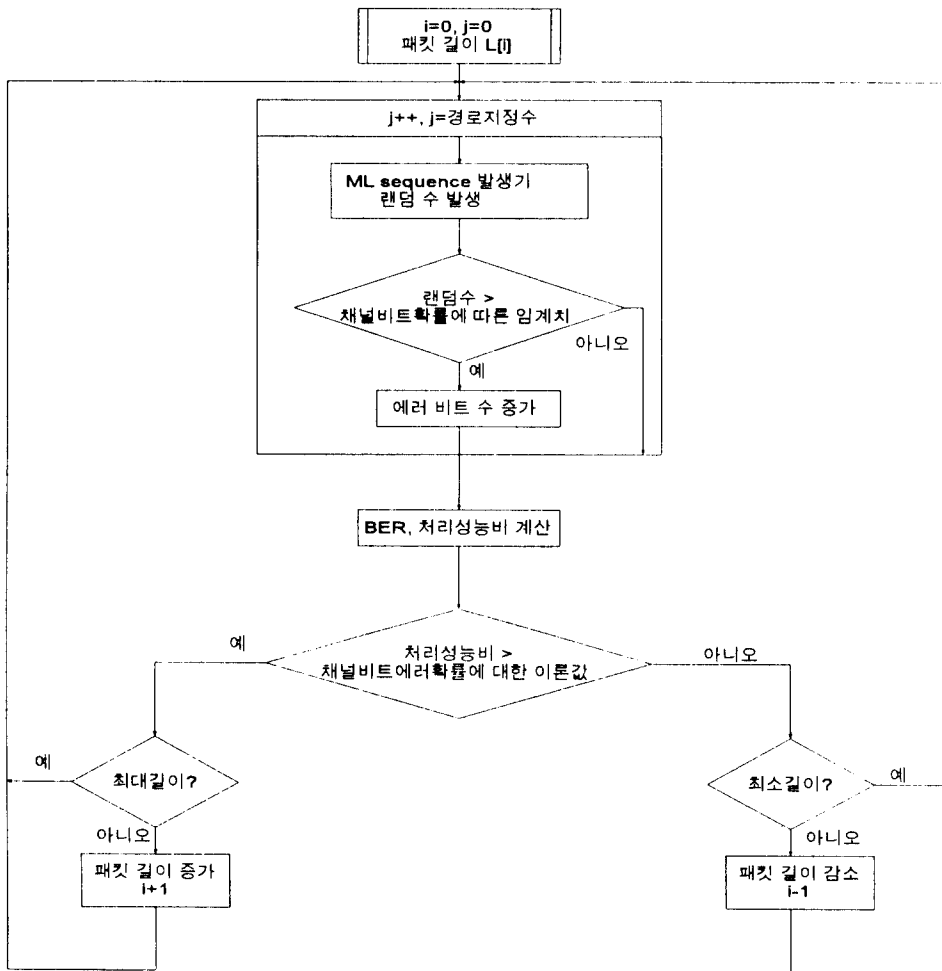 i=0, j=0
패킷 길이 L[i]
j++, j=경로지정수
ML sequence 발생기
랜덤 수 발생
랜덤수 >
채널비트확률에 따른 임계치
아니오
예
에러 비트 수 증가
BER, 처리성능비 계산
예
처리성능비 >
채널비트에러확률에 대한 이론값
아니오
예
최대길이?
최소길이?
예
아니오
아니오
패킷 길이 증가
i+1
패킷 길이 감소
i-1